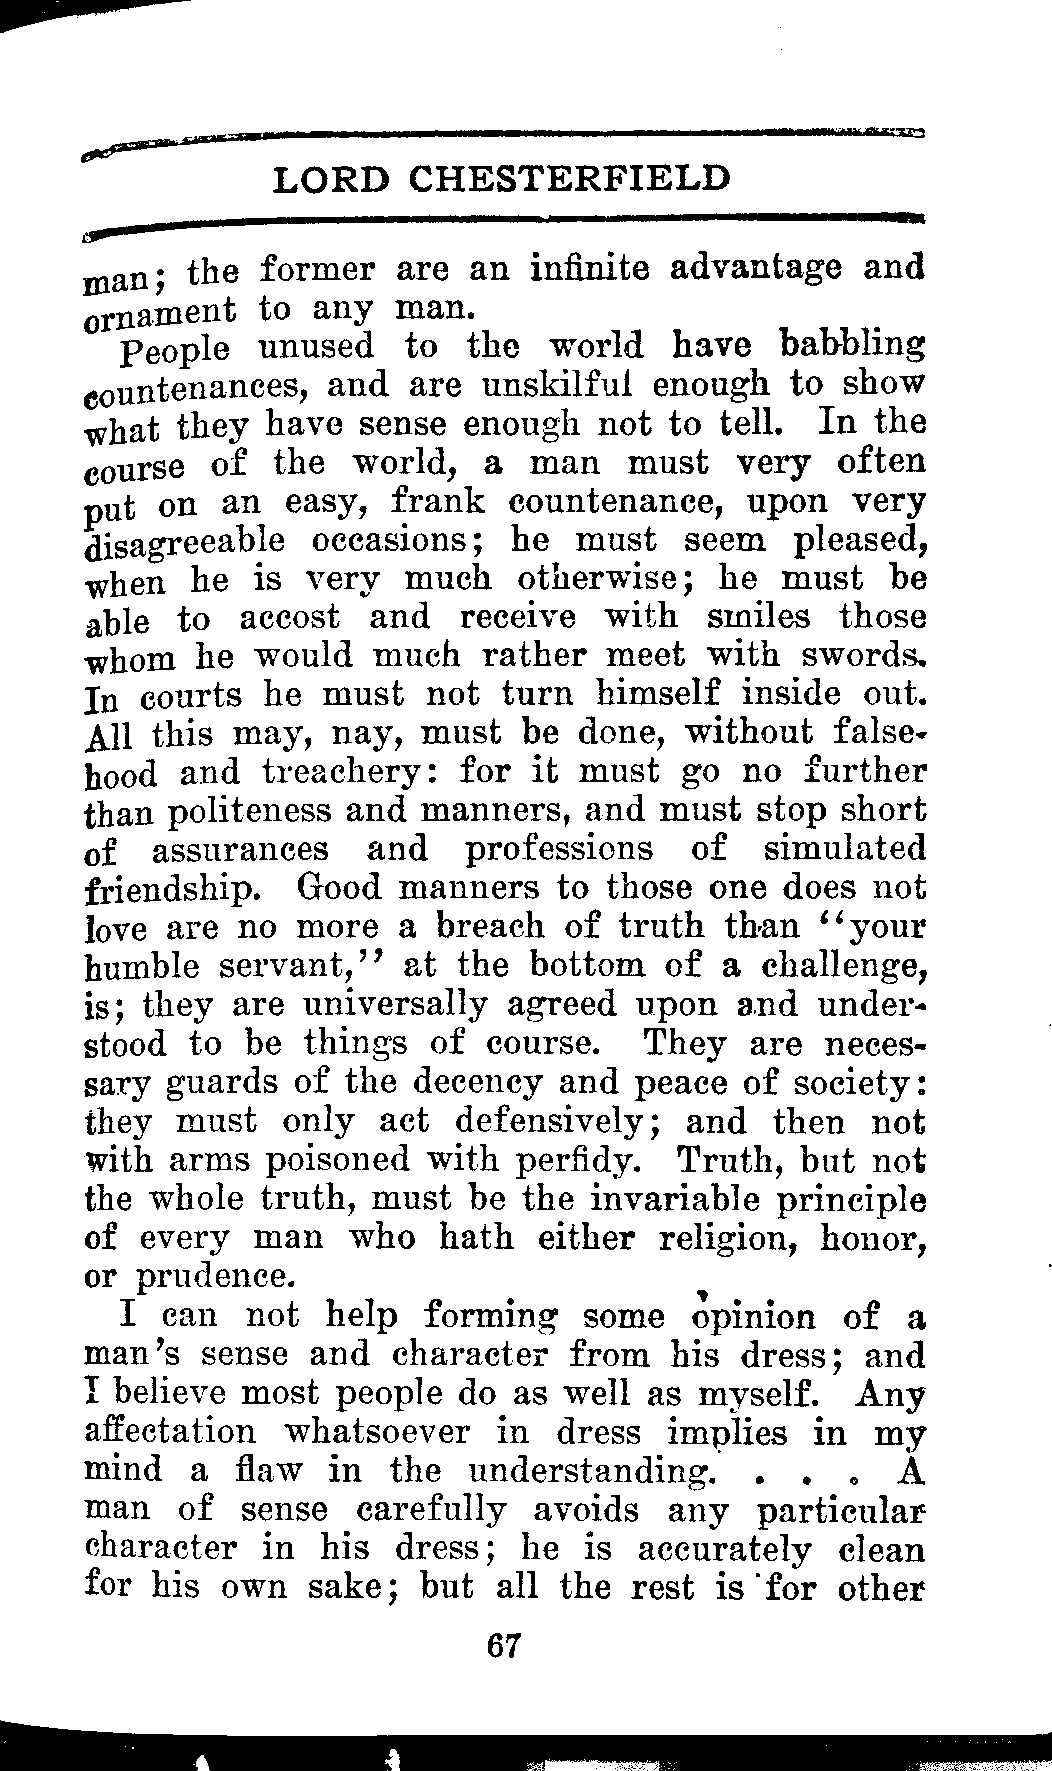 LORD CHESTERFIELD
man; the former are an infinite advantage and
ornament to any man.
People unused to the world have babbling
countenances, and are unskilful enough to show
what they have sense enough not to tell. In the
course of the world, a man must very often
put on an easy, frank countenance, upon very
disagreeable occasions; he must seem pleased,
when he is very much otherwise; he must be
able to accost and receive with smiles those
whom he would much rather meet with swords.
In courts he must not turn himself inside out.
All this may, nay, must be done, without false-
hood and treachery: for it must go no further
than politeness and manners, and must stop short
of assurances and professions of simulated
friendship. Good manners to those one does not
love are no more a breach of truth than "your
humble servant," at the bottom of a challenge,
is; they are universally agreed upon and under-
stood to be things of course. They are neces-
sary guards of the decency and peace of society:
they must only act defensively; and then not
with arms poisoned with perfidy. Truth, but not
the whole truth, must be the invariable principle
of every man who hath either religion, honor,
or prudence.
I can not help forming some opinion of a
man's sense and character from his dress; and
I believe most people do as well as myself. Any
affectation whatsoever in dress implies in my
mind a flaw in the understanding. . . . A
man of sense carefully avoids any particular
character in his dress; he is accurately clean
for his own sake; but all the rest is for other
67